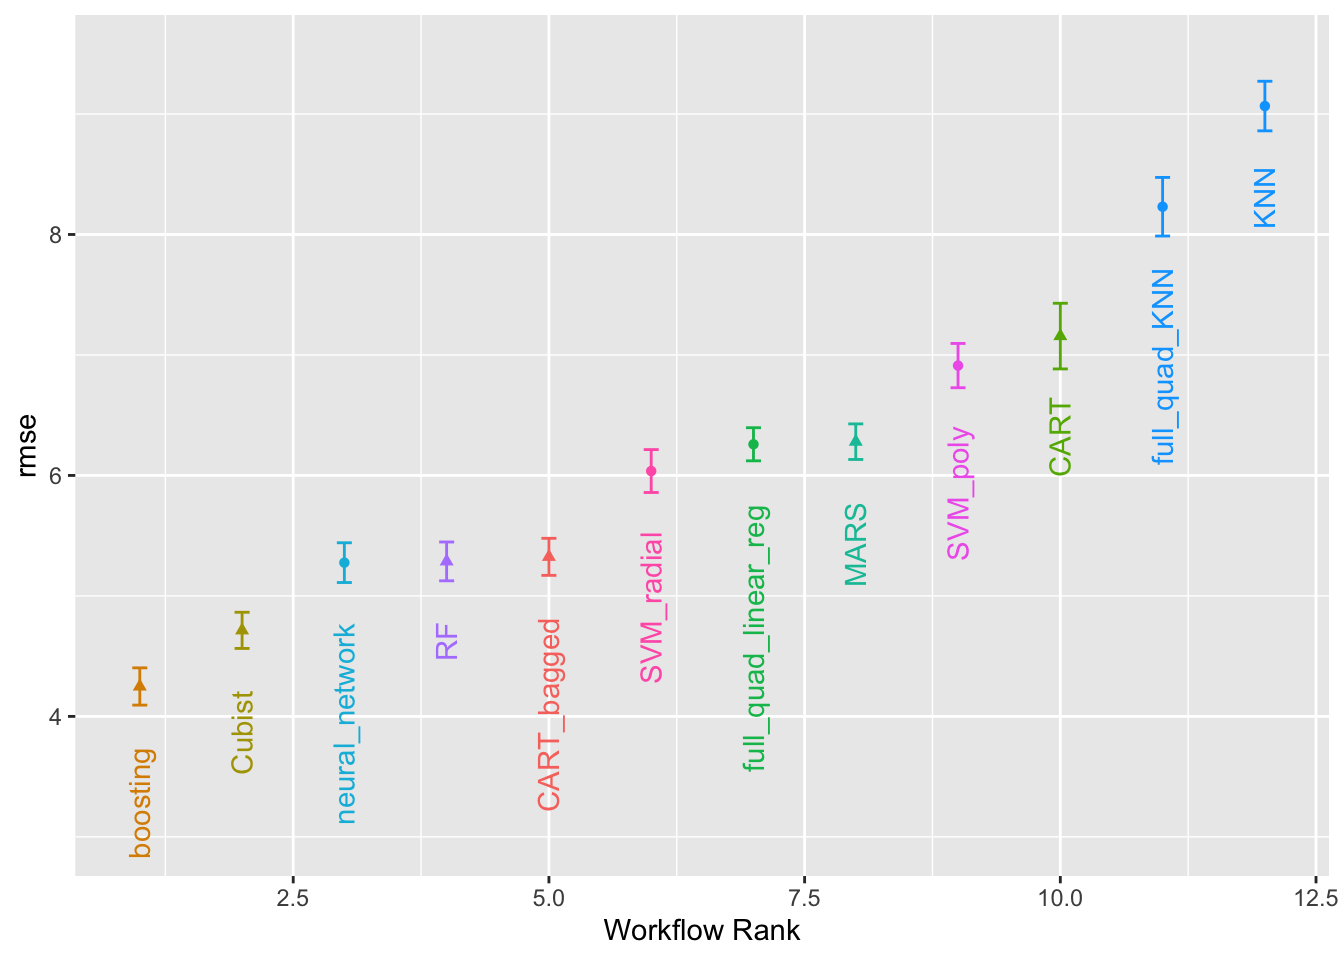 rmse
8
6
4
boosting
Cubist
neural_network
RF
CART_bagged
SVM_radial
full_quad_linear_reg
MARS
SVM_poly
CART
full_quad_KNN
KNN
2.5 5.0 7.5 10.0 12.5
Workflow Rank